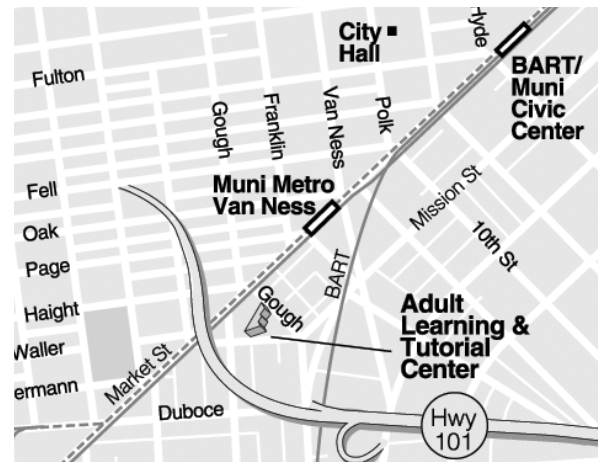 City
Hall
Hyde
BART/
Muni
Civic
Center
Fulton
Gough
Franklin
Van Ness
Polk
Fell
Muni Metro
Van Ness
Mission St
10th St
Oak
Page
BART
Haight
Gough
Adult
Learning &
Tutorial
Center
Waller
ermann
Market St
Duboce
Hwy
101